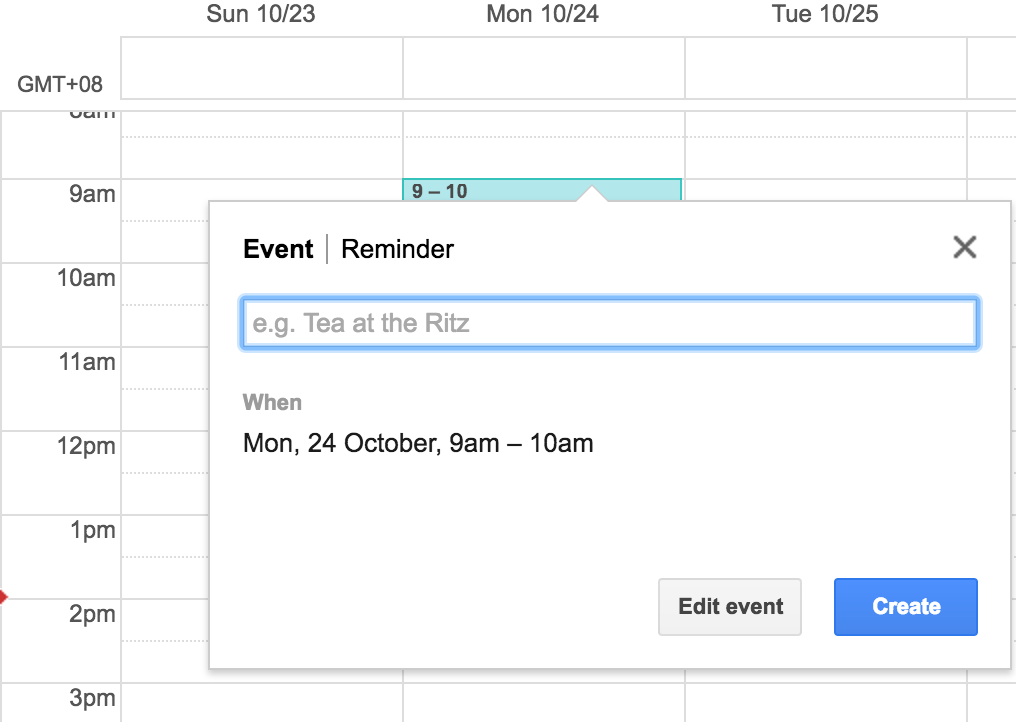 Sun 10/23 Mon 10/24 Tue 10/25
GMT+08
8am
9am
9 – 10
Event Reminder
10am
e.g. Tea at the Ritz
11am
When
Mon, 24 October, 9am – 10am
12pm
1pm
Edit event Create
2pm
3pm